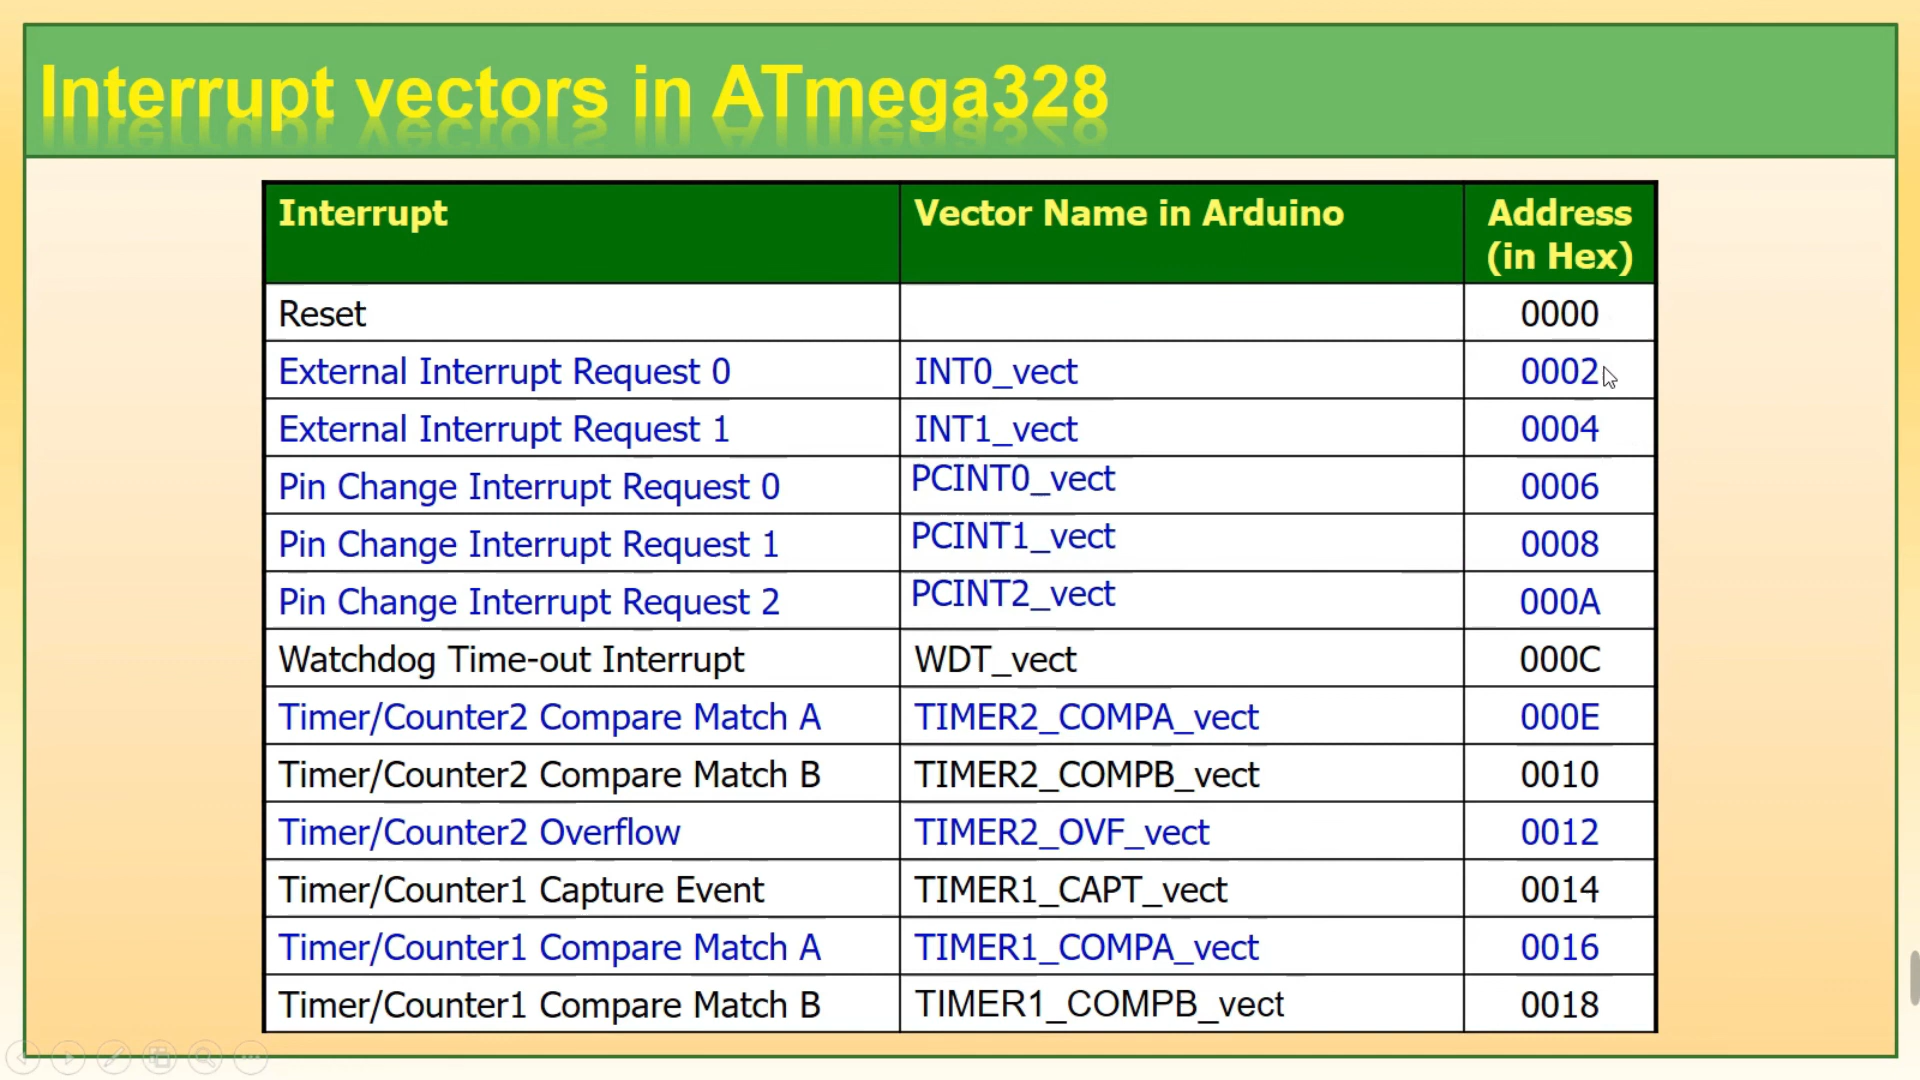 Interrupt vectors in ATmega328
Interrupt Vector Name in Arduino Address (in Hex)
Reset 0000
External Interrupt Request 0 INT0_vect 0002
External Interrupt Request 1 INT1_vect 0004
Pin Change Interrupt Request 0 PCINT0_vect 0006
Pin Change Interrupt Request 1 PCINT1_vect 0008
Pin Change Interrupt Request 2 PCINT2_vect 000A
Watchdog Time-out Interrupt WDT_vect 000C
Timer/Counter2 Compare Match A TIMER2_COMPA_vect 000E
Timer/Counter2 Compare Match B TIMER2_COMPB_vect 0010
Timer/Counter2 Overflow TIMER2_OVF_vect 0012
Timer/Counter1 Capture Event TIMER1_CAPT_vect 0014
Timer/Counter1 Compare Match A TIMER1_COMPA_vect 0016
Timer/Counter1 Compare Match B TIMER1_COMPB_vect 0018